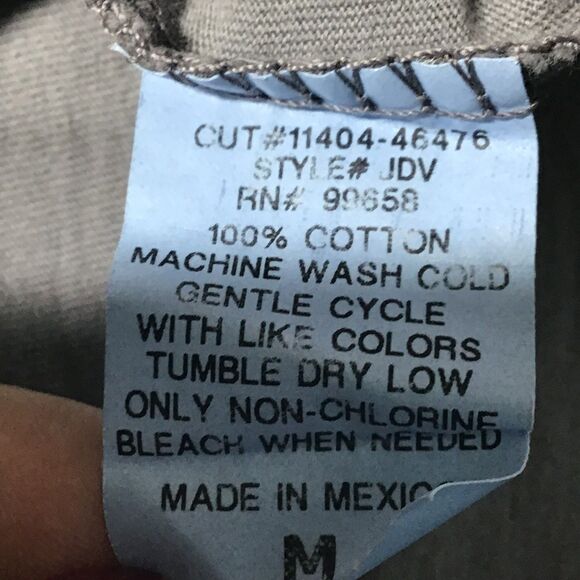 CUT#11404-46476
STYLE# JDV
RN# 99658
100% COTTON
MACHINE WASH COLD
GENTLE CYCLE
WITH LIKE COLORS
TUMBLE DRY LOW
ONLY NON-CHLORINE
BLEACH WHEN NEEDED
MADE IN MEXICO
M